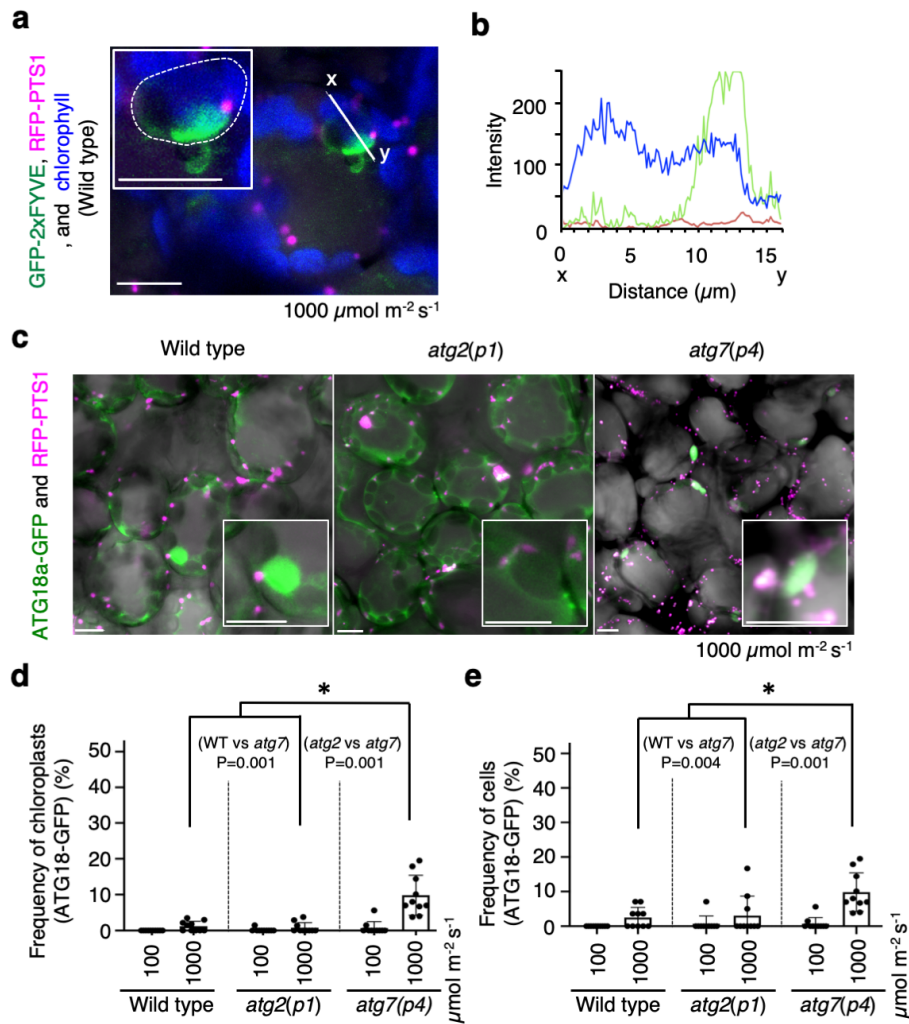 a
GFP-2xFYVE, RFP-PTS1
, and chlorophyll
(Wild type)
x
y
1000 µmol m-2 s-1
b
Intensity
200
100
0
0 5 10 15
x y
Distance (µm)
c
Wild type atg2(p1) atg7(p4)
ATG18a-GFP and RFP-PTS1
1000 µmol m-2 s-1
d
Frequency of chloroplasts
(ATG18-GFP) (%)
*
(WT vs atg7) (atg2 vs atg7)
P=0.001 P=0.001
50
40
30
20
10
0
100 1000 100 1000 100 1000
µmol m-2 s-1
Wild type atg2(p1) atg7(p4)
e
Frequency of cells
(ATG18-GFP) (%)
*
(WT vs atg7) (atg2 vs atg7)
P=0.004 P=0.001
50
40
30
20
10
0
100 1000 100 1000 100 1000
µmol m-2 s-1
Wild type atg2(p1) atg7(p4)